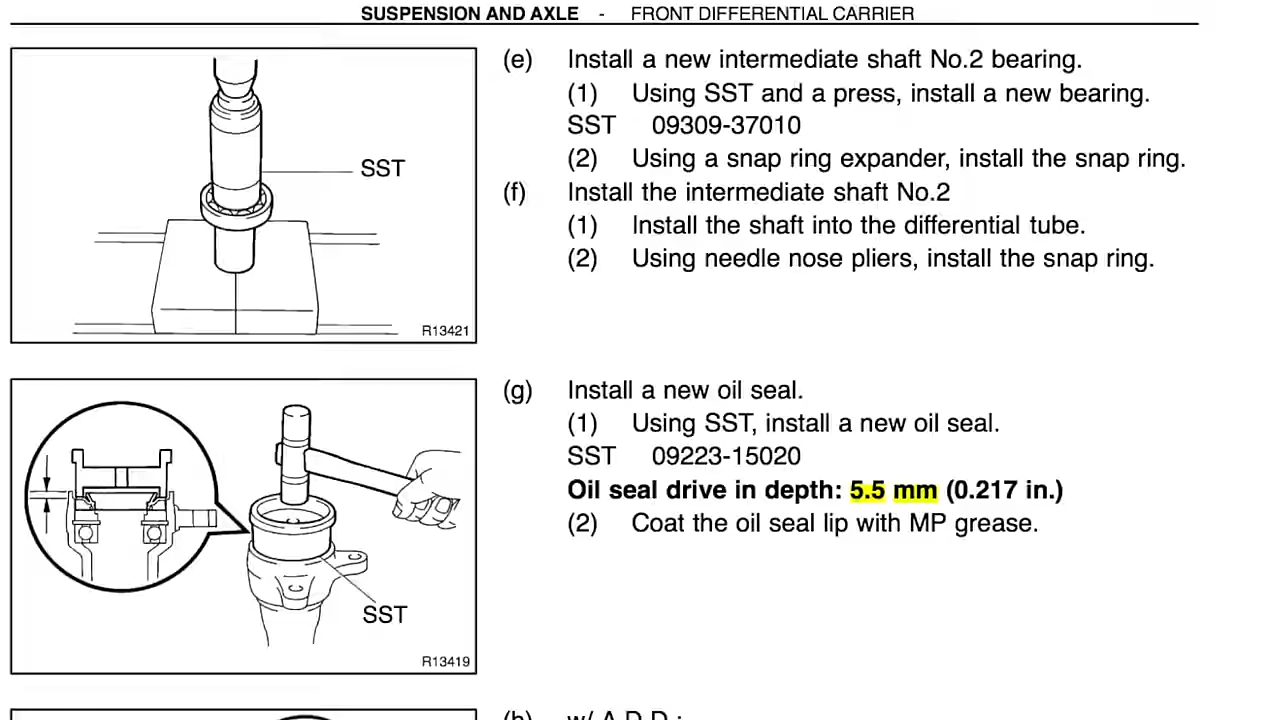 SUSPENSION AND AXLE - FRONT DIFFERENTIAL CARRIER
SST
R13421
(e) Install a new intermediate shaft No.2 bearing.
(1) Using SST and a press, install a new bearing.
SST 09309-37010
(2) Using a snap ring expander, install the snap ring.
(f) Install the intermediate shaft No.2
(1) Install the shaft into the differential tube.
(2) Using needle nose pliers, install the snap ring.
SST
R13419
(g) Install a new oil seal.
(1) Using SST, install a new oil seal.
SST 09223-15020
Oil seal drive in depth: 5.5 mm (0.217 in.)
(2) Coat the oil seal lip with MP grease.
(h) w/ A.D.D.: